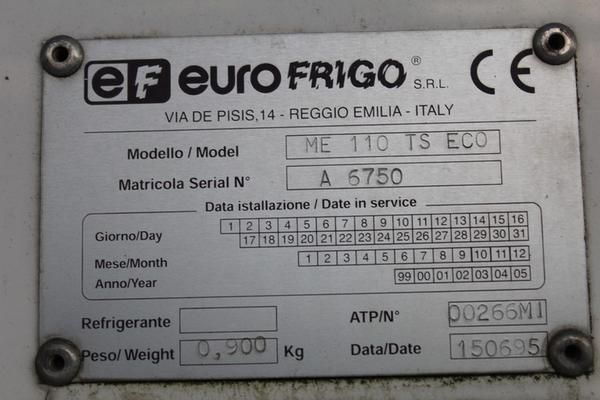 eF euro FRIGO® S.R.L. CE
VIA DE PISIS,14 - REGGIO EMILIA - ITALY
Modello / Model ME 110 TS ECO
Matricola Serial N° A 6750
Data istallazione / Date in service
1 2 3 4 5 6 7 8 9 10 11 12 13 14 15 16
Giorno/Day
17 18 19 20 21 22 23 24 25 26 27 28 29 30 31
Mese/Month 1 2 3 4 5 6 7 8 9 10 11 12
Anno/Year 99 00 01 02 03 04 05
Refrigerante ATP/N° 00266M1
Peso/ Weight 0,900 Kg Data/Date 150695